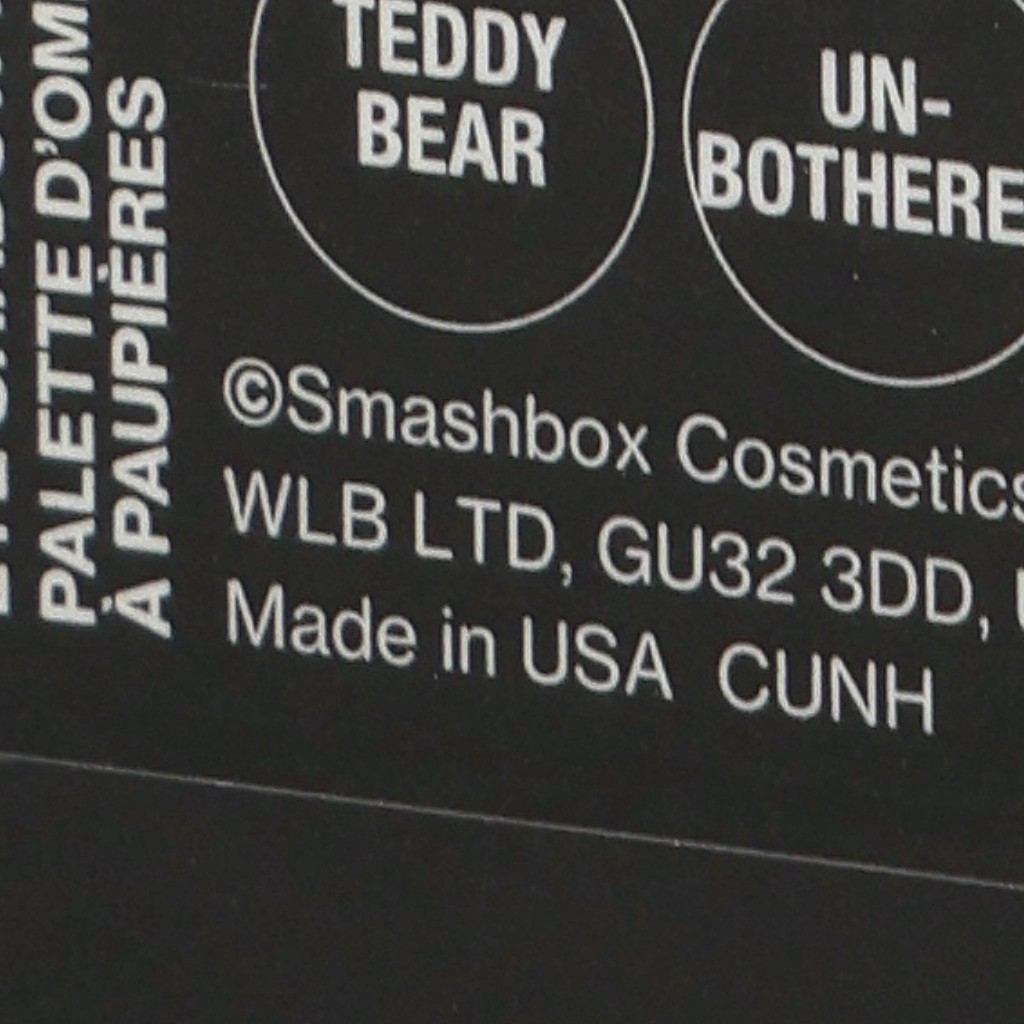 PALETTE D'OM
À PAUPIÈRES
TEDDY
BEAR
UN-
BOTHERE
©Smashbox Cosmetics
WLB LTD, GU32 3DD,
Made in USA CUNH